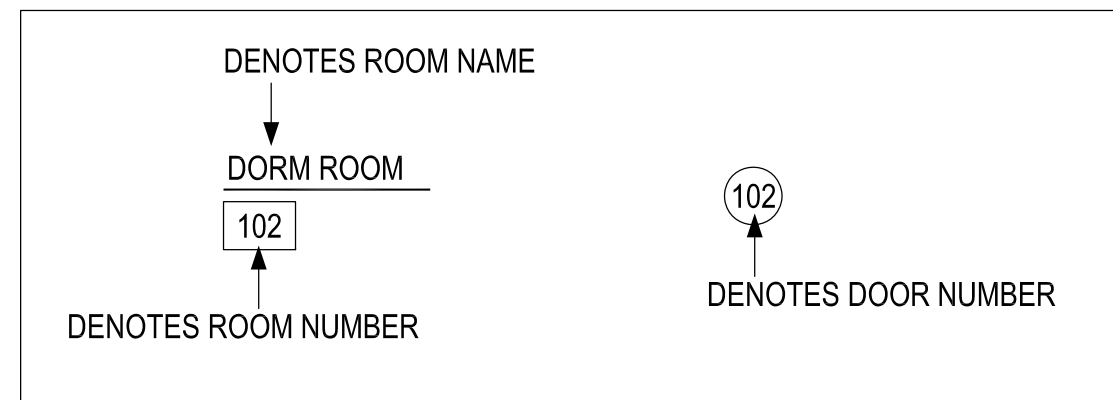 DENOTES ROOM NAME
DORM ROOM
102
DENOTES ROOM NUMBER
102
DENOTES DOOR NUMBER